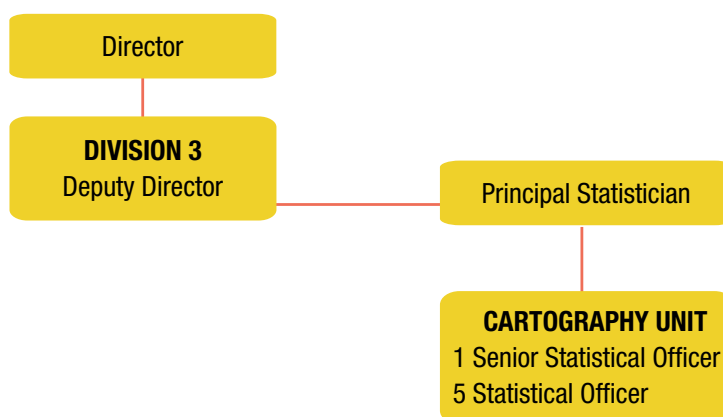 Director
DIVISION 3
Deputy Director
Principal Statistician
CARTOGRAPHY UNIT
1 Senior Statistical Officer
5 Statistical Officer